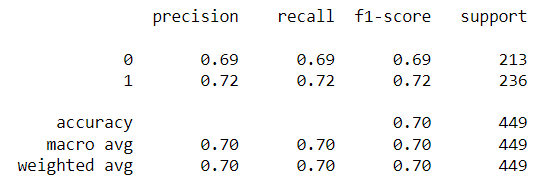 precision recall f1-score support
0 0.69 0.69 0.69 213
1 0.72 0.72 0.72 236
accuracy 0.70 449
macro avg 0.70 0.70 0.70 449
weighted avg 0.70 0.70 0.70 449